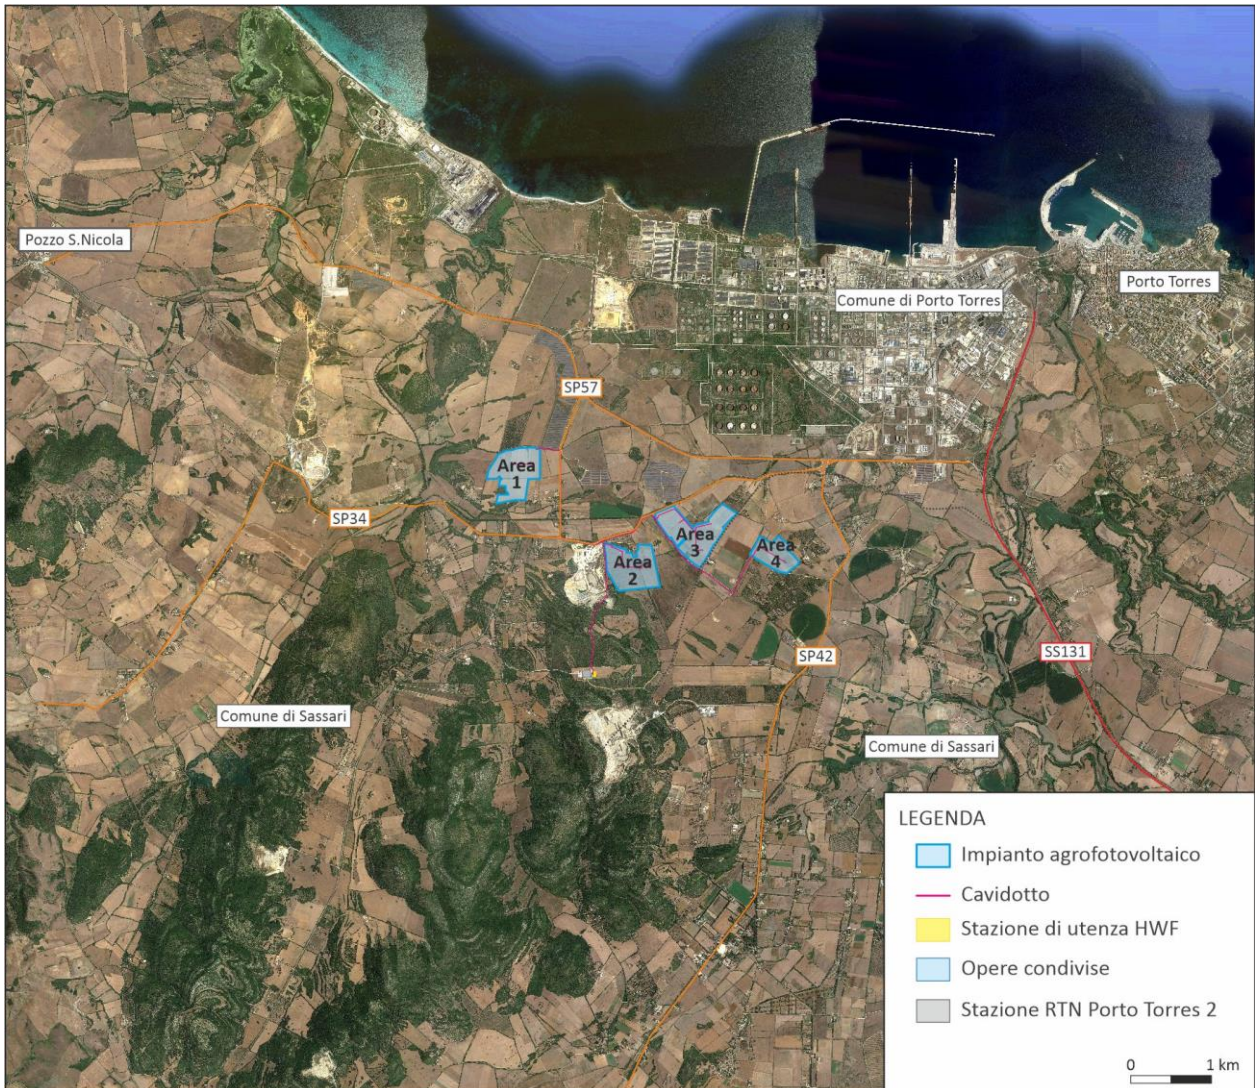 Pozzo S.Nicola
Comune di Porto Torres
Porto Torres
SP57
Area
1
SP34
Area
2
Area
3
Area
4
SP42
SS131
Comune di Sassari
Comune di Sassari
LEGENDA
Impianto agrofotovoltaico
Cavidotto
Stazione di utenza HWF
Opere condivise
Stazione RTN Porto Torres 2
0 1 km